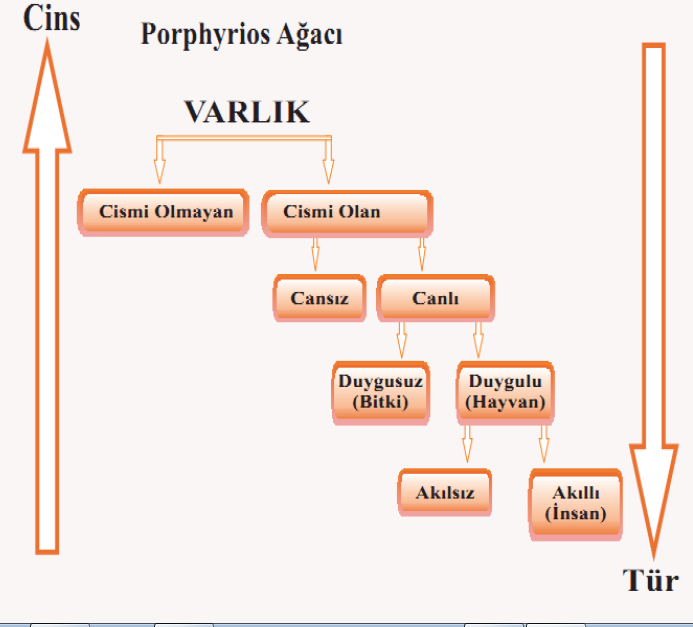 Cins
Porphyrios Ağacı
VARLIK
Cismi Olmayan
Cismi Olan
Cansız
Canlı
Duygusuz
(Bitki)
Duygulu
(Hayvan)
Akılsız
Akıllı
(İnsan)
Tür